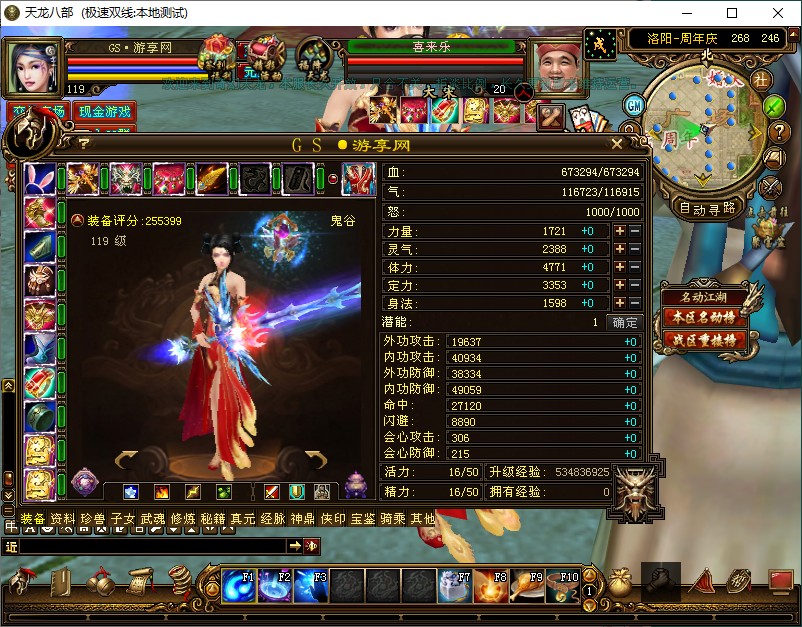 天龙八部 (极速双线:本地测试)
GS·游享网
119
喜来乐
20
大宋
洛阳-周年庆 268 246
北
社
GM
周年
自动寻路
现金游戏
GS●游享网
装备评分:255399
鬼谷
119 级
血: 673294/673294
气: 116723/116915
怒: 1000/1000
力量: 1721 +0
灵气: 2388 +0
体力: 4771 +0
定力: 3353 +0
身法: 1598 +0
潜能: 1 确定
外功攻击: 19637 +0
内功攻击: 40934 +0
外功防御: 38334 +0
内功防御: 49059 +0
命中: 27120 +0
闪避: 8890 +0
会心攻击: 306 +0
会心防御: 215 +0
活力: 16/50 升级经验: 534836925
精力: 16/50 拥有经验: 0
装备 资料 珍兽 子女 武魂 修炼 秘籍 真元 经脉 神鼎 侠印 宝鉴 骑乘 其他
名动江湖
本区名动榜
战区重楼榜
近
F1 F2 F3 F7 F8 F9 F10
1